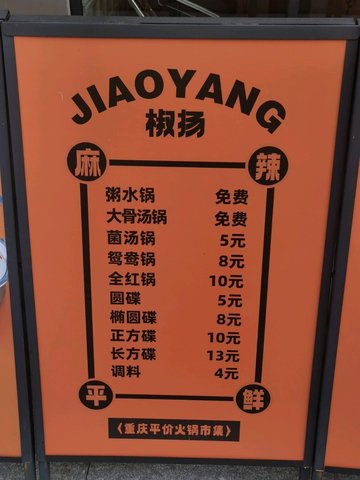 JIAOYANG
椒扬
麻 辣
粥水锅 免费
大骨汤锅 免费
菌汤锅 5元
鸳鸯锅 8元
全红锅 10元
圆碟 5元
椭圆碟 8元
正方碟 10元
长方碟 13元
调料 4元
平 鲜
《重庆平价火锅市集》